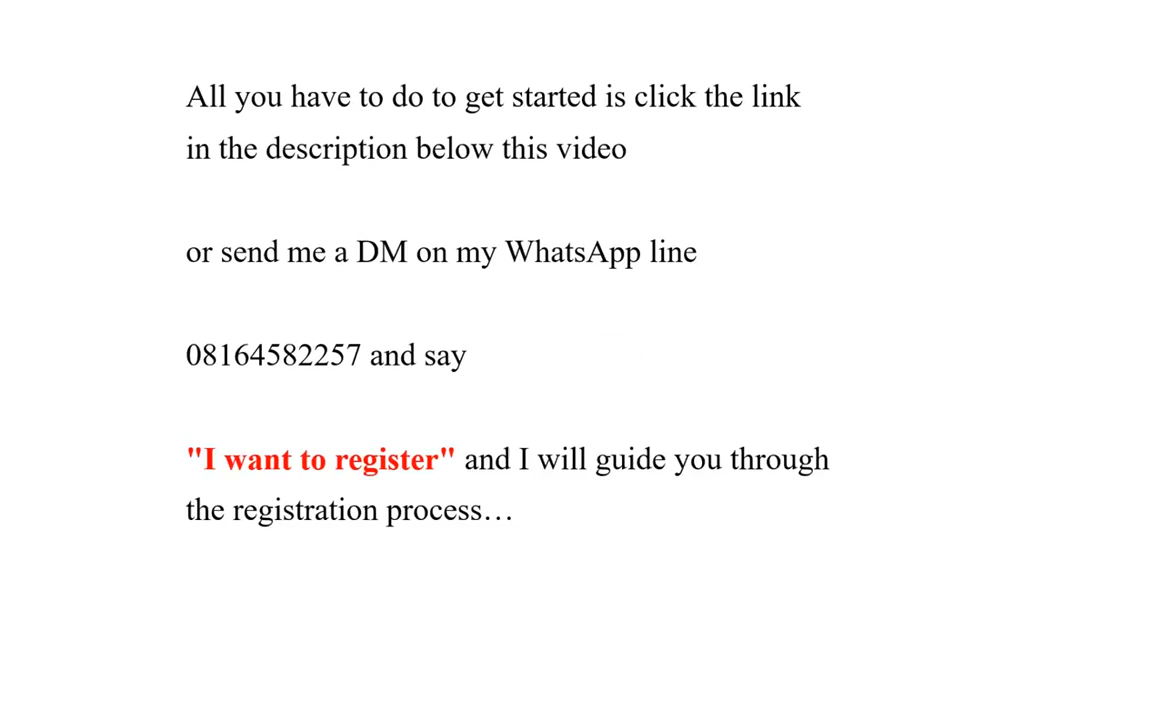 All you have to do to get started is click the link
in the description below this video
or send me a DM on my WhatsApp line
08164582257 and say
"I want to register" and I will guide you through
the registration process…